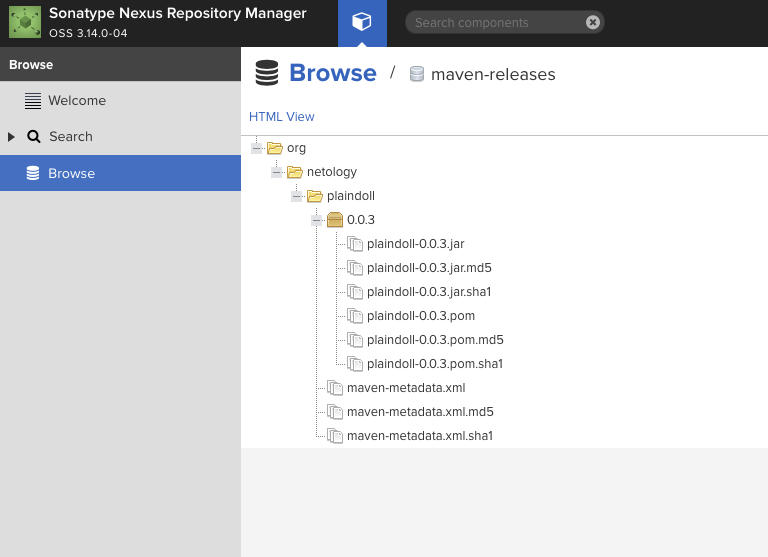 Sonatype Nexus Repository Manager
OSS 3.14.0-04
Search components
Browse
Welcome
Search
Browse
Browse / maven-releases
HTML View
org
netology
plaindoll
0.0.3
plaindoll-0.0.3.jar
plaindoll-0.0.3.jar.md5
plaindoll-0.0.3.jar.sha1
plaindoll-0.0.3.pom
plaindoll-0.0.3.pom.md5
plaindoll-0.0.3.pom.sha1
maven-metadata.xml
maven-metadata.xml.md5
maven-metadata.xml.sha1